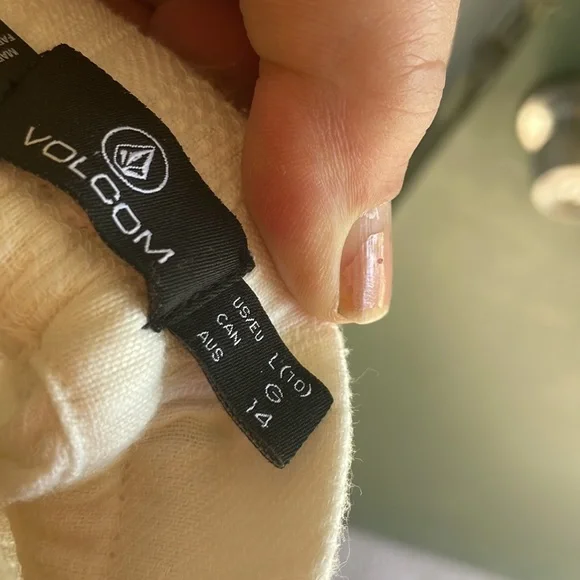 VOLCOM
US/EU L(10)
CAN G
AUS 14